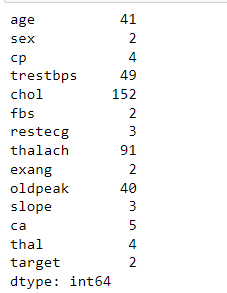 age 41
sex 2
cp 4
trestbps 49
chol 152
fbs 2
restecg 3
thalach 91
exang 2
oldpeak 40
slope 3
ca 5
thal 4
target 2
dtype: int64